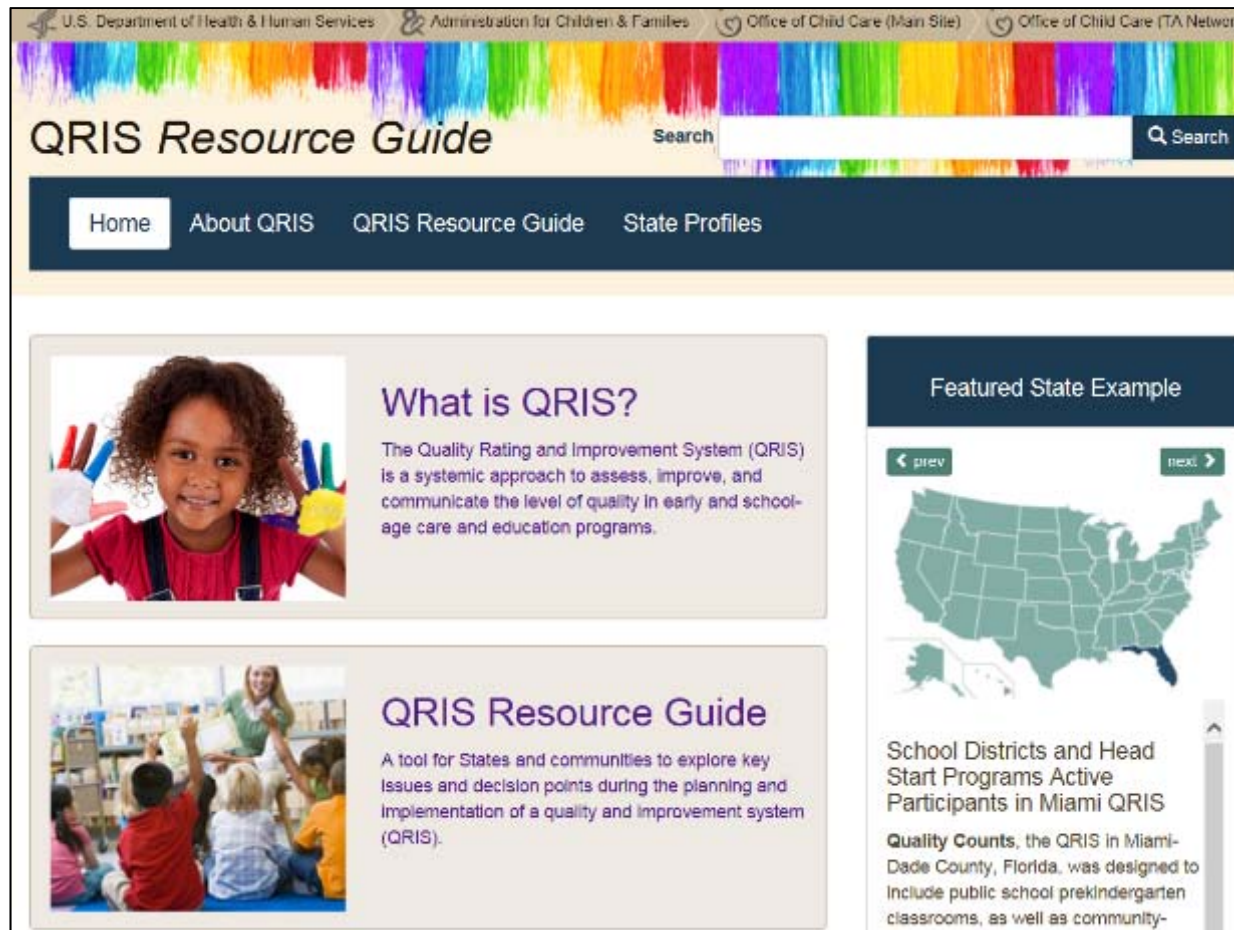 U.S. Department of Health & Human Services
Administration for Children & Families
Office of Child Care (Main Site)
Office of Child Care (TA Networ
QRIS Resource Guide
Search
Search
Home
About QRIS
QRIS Resource Guide
State Profiles
What is QRIS?
The Quality Rating and Improvement System (QRIS)
is a systemic approach to assess, improve, and
communicate the level of quality in early and school-
age care and education programs.
QRIS Resource Guide
A tool for States and communities to explore key
issues and decision points during the planning and
implementation of a quality and improvement system
(QRIS).
Featured State Example
prev
next
School Districts and Head
Start Programs Active
Participants in Miami QRIS
Quality Counts, the QRIS in Miami-
Dade County, Florida, was designed to
include public school prekindergarten
classrooms, as well as community-